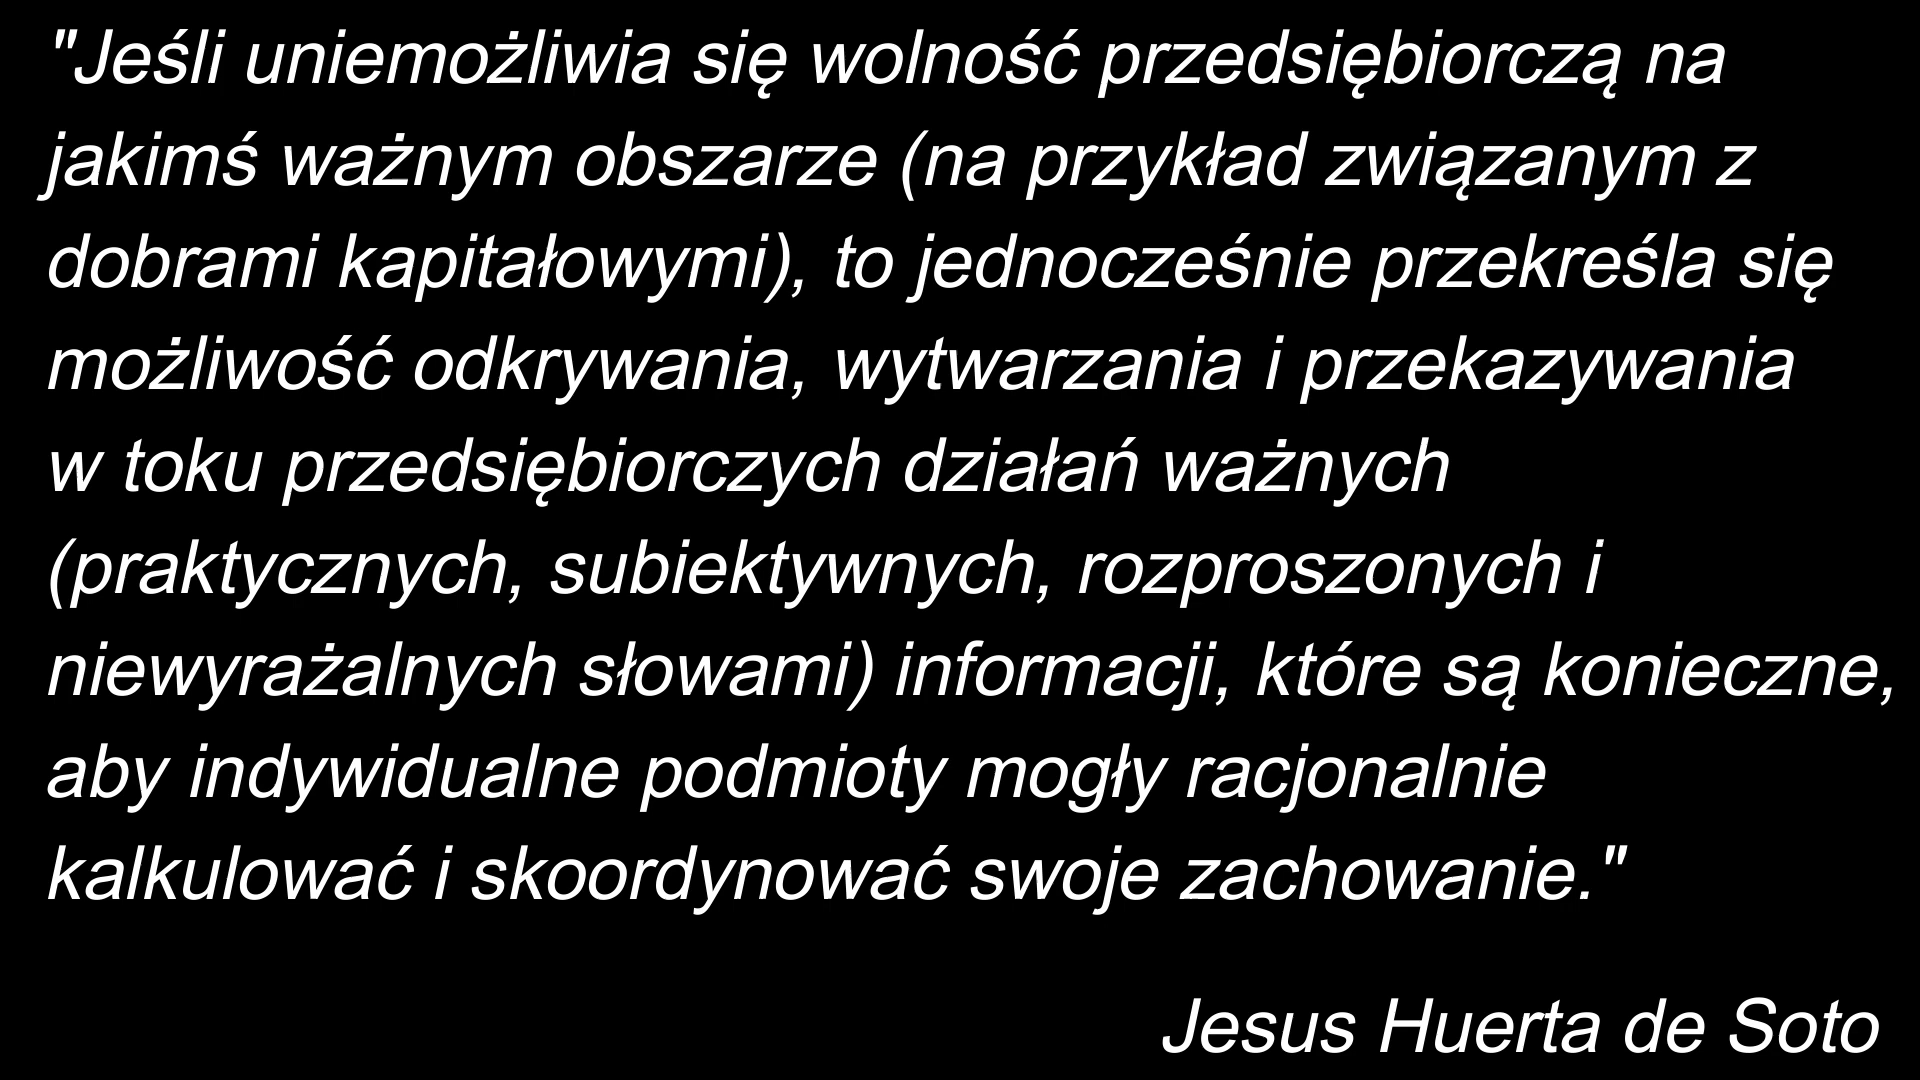 "Jeśli uniemożliwia się wolność przedsiębiorczą na
jakimś ważnym obszarze (na przykład związanym z
dobrami kapitałowymi), to jednocześnie przekreśla się
możliwość odkrywania, wytwarzania i przekazywania
w toku przedsiębiorczych działań ważnych
(praktycznych, subiektywnych, rozproszonych i
niewyrażalnych słowami) informacji, które są konieczne,
aby indywidualne podmioty mogły racjonalnie
kalkulować i skoordynować swoje zachowanie."
Jesus Huerta de Soto